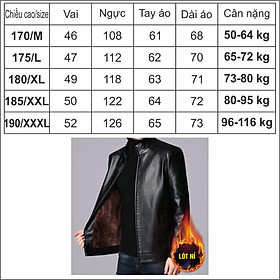 Chiều cao/size Vai Ngực Tay áo Dài áo Cân nặng
170/M 46 108 61 68 50-64 kg
175/L 47 112 62 70 65-72 kg
180/XL 49 118 63 71 73-80 kg
185/XXL 50 122 64 72 80-95 kg
190/XXXL 52 126 65 73 96-116 kg
LÓT NỈ